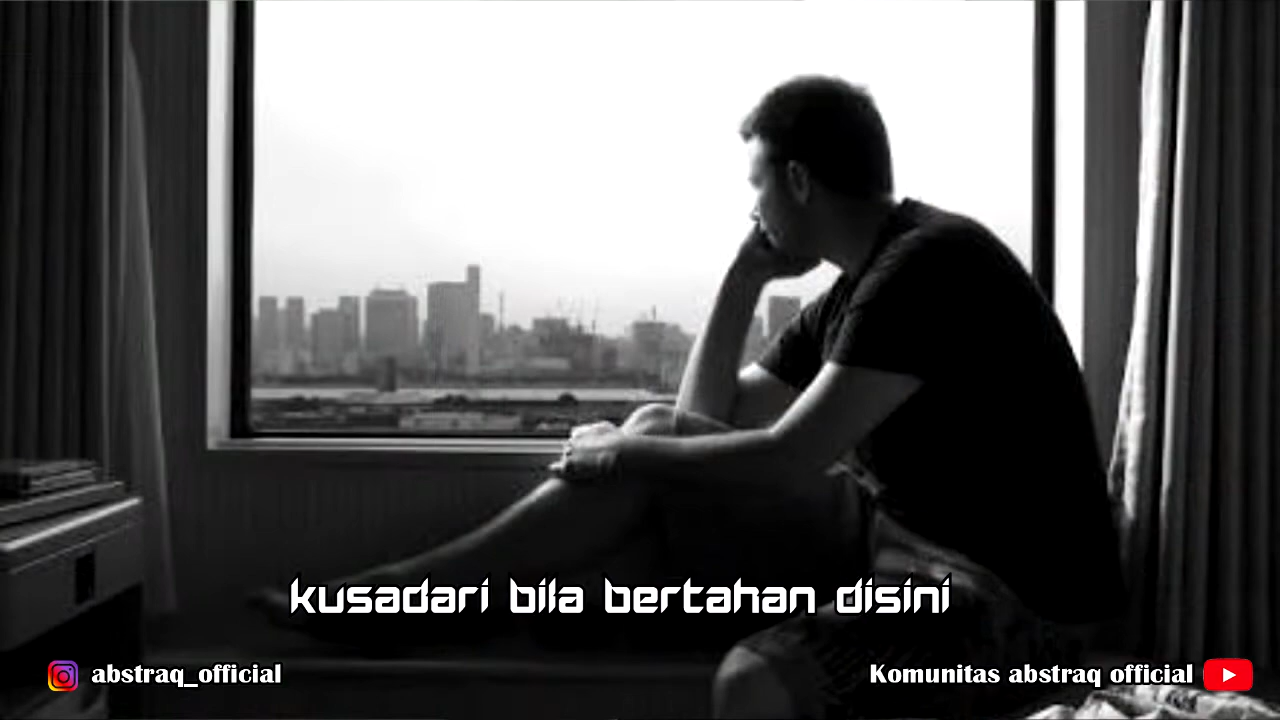 kusadari bila bertahan disini
abstraq_official
Komunitas abstraq official